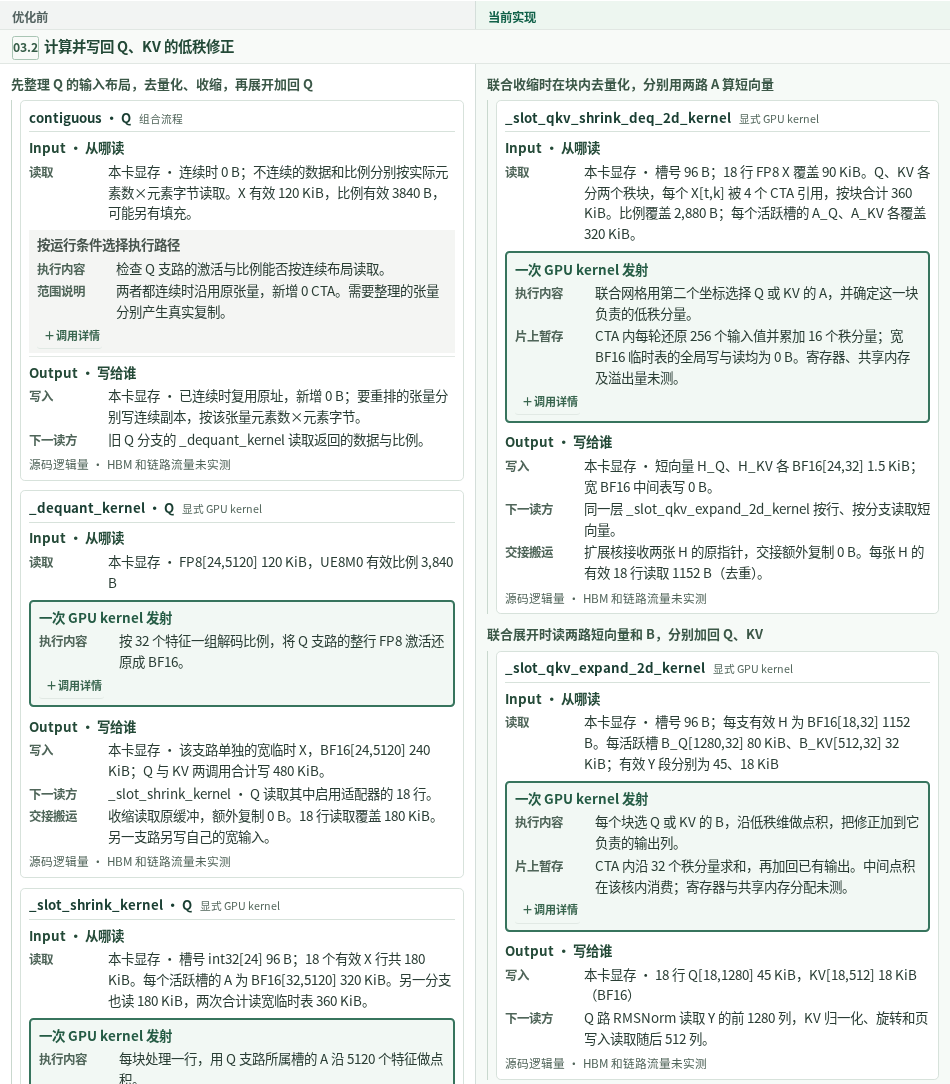 优化前
当前实现
03.2 计算并写回 Q、KV 的低秩修正
先整理 Q 的输入布局，去量化、收缩，再展开加回 Q
contiguous · Q 组合流程
Input · 从哪读
读取 本卡显存 · 连续时 0 B；不连续的数据和比例分别按实际元
素数×元素字节读取。X 有效 120 KiB，比例有效 3840 B，
可能另有填充。
按运行条件选择执行路径
执行内容 检查 Q 支路的激活与比例能否按连续布局读取。
范围说明 两者都连续时沿用原张量，新增 0 CTA。需要整理的张量
分别产生真实复制。
＋调用详情
Output · 写给谁
写入 本卡显存 · 已连续时复用原址，新增 0 B；要重排的张量分
别写连续副本，按该张量元素数×元素字节。
下一读方 旧 Q 分支的 _dequant_kernel 读取返回的数据与比例。
源码逻辑量 · HBM 和链路流量未实测
_dequant_kernel · Q 显式 GPU kernel
Input · 从哪读
读取 本卡显存 · FP8[24,5120] 120 KiB，UE8M0 有效比例 3,840
B
一次 GPU kernel 发射
执行内容 按 32 个特征一组解码比例，将 Q 支路的整行 FP8 激活还
原成 BF16。
＋调用详情
Output · 写给谁
写入 本卡显存 · 该支路单独的宽临时 X，BF16[24,5120] 240
KiB；Q 与 KV 两调用合计写 480 KiB。
下一读方 _slot_shrink_kernel · Q 读取其中启用适配器的 18 行。
交接搬运 收缩读取原缓冲，额外复制 0 B。18 行读取覆盖 180 KiB。
另一支路另写自己的宽输入。
源码逻辑量 · HBM 和链路流量未实测
_slot_shrink_kernel · Q 显式 GPU kernel
Input · 从哪读
读取 本卡显存 · 槽号 int32[24] 96 B；18 个有效 X 行共 180
KiB。每个活跃槽的 A 为 BF16[32,5120] 320 KiB。另一分支
也读 180 KiB，两次合计读宽临时表 360 KiB。
一次 GPU kernel 发射
执行内容 每块处理一行，用 Q 支路所属槽的 A 沿 5120 个特征做点
积。
联合收缩时在块内去量化，分别用两路 A 算短向量
_slot_qkv_shrink_deq_2d_kernel 显式 GPU kernel
Input · 从哪读
读取 本卡显存 · 槽号 96 B；18 行 FP8 X 覆盖 90 KiB。Q、KV 各
分两个秩块，每个 X[t,k] 被 4 个 CTA 引用，按块合计 360
KiB。比例覆盖 2,880 B；每个活跃槽的 A_Q、A_KV 各覆盖
320 KiB。
一次 GPU kernel 发射
执行内容 联合网格用第二个坐标选择 Q 或 KV 的 A，并确定这一块
负责的低秩分量。
片上暂存 CTA 内每轮还原 256 个输入值并累加 16 个秩分量；宽
BF16 临时表的全局写与读均为 0 B。寄存器、共享内存
及溢出量未测。
＋调用详情
Output · 写给谁
写入 本卡显存 · 短向量 H_Q、H_KV 各 BF16[24,32] 1.5 KiB；
宽 BF16 中间表写 0 B。
下一读方 同一层 _slot_qkv_expand_2d_kernel 按行、按分支读取短
向量。
交接搬运 扩展核接收两张 H 的原指针，交接额外复制 0 B。每张 H 的
有效 18 行读取 1152 B（去重）。
源码逻辑量 · HBM 和链路流量未实测
联合展开时读两路短向量和 B，分别加回 Q、KV
_slot_qkv_expand_2d_kernel 显式 GPU kernel
Input · 从哪读
读取 本卡显存 · 槽号 96 B；每支有效 H 为 BF16[18,32] 1152
B。每活跃槽 B_Q[1280,32] 80 KiB、B_KV[512,32] 32
KiB；有效 Y 段分别为 45、18 KiB
一次 GPU kernel 发射
执行内容 每个块选 Q 或 KV 的 B，沿低秩维做点积，把修正加到它
负责的输出列。
片上暂存 CTA 内沿 32 个秩分量求和，再加回已有输出。中间点积
在该核内消费；寄存器与共享内存分配未测。
＋调用详情
Output · 写给谁
写入 本卡显存 · 18 行 Q[18,1280] 45 KiB，KV[18,512] 18 KiB
（BF16）
下一读方 Q 路 RMSNorm 读取 Y 的前 1280 列，KV 归一化、旋转和页
写入读取随后 512 列。
源码逻辑量 · HBM 和链路流量未实测